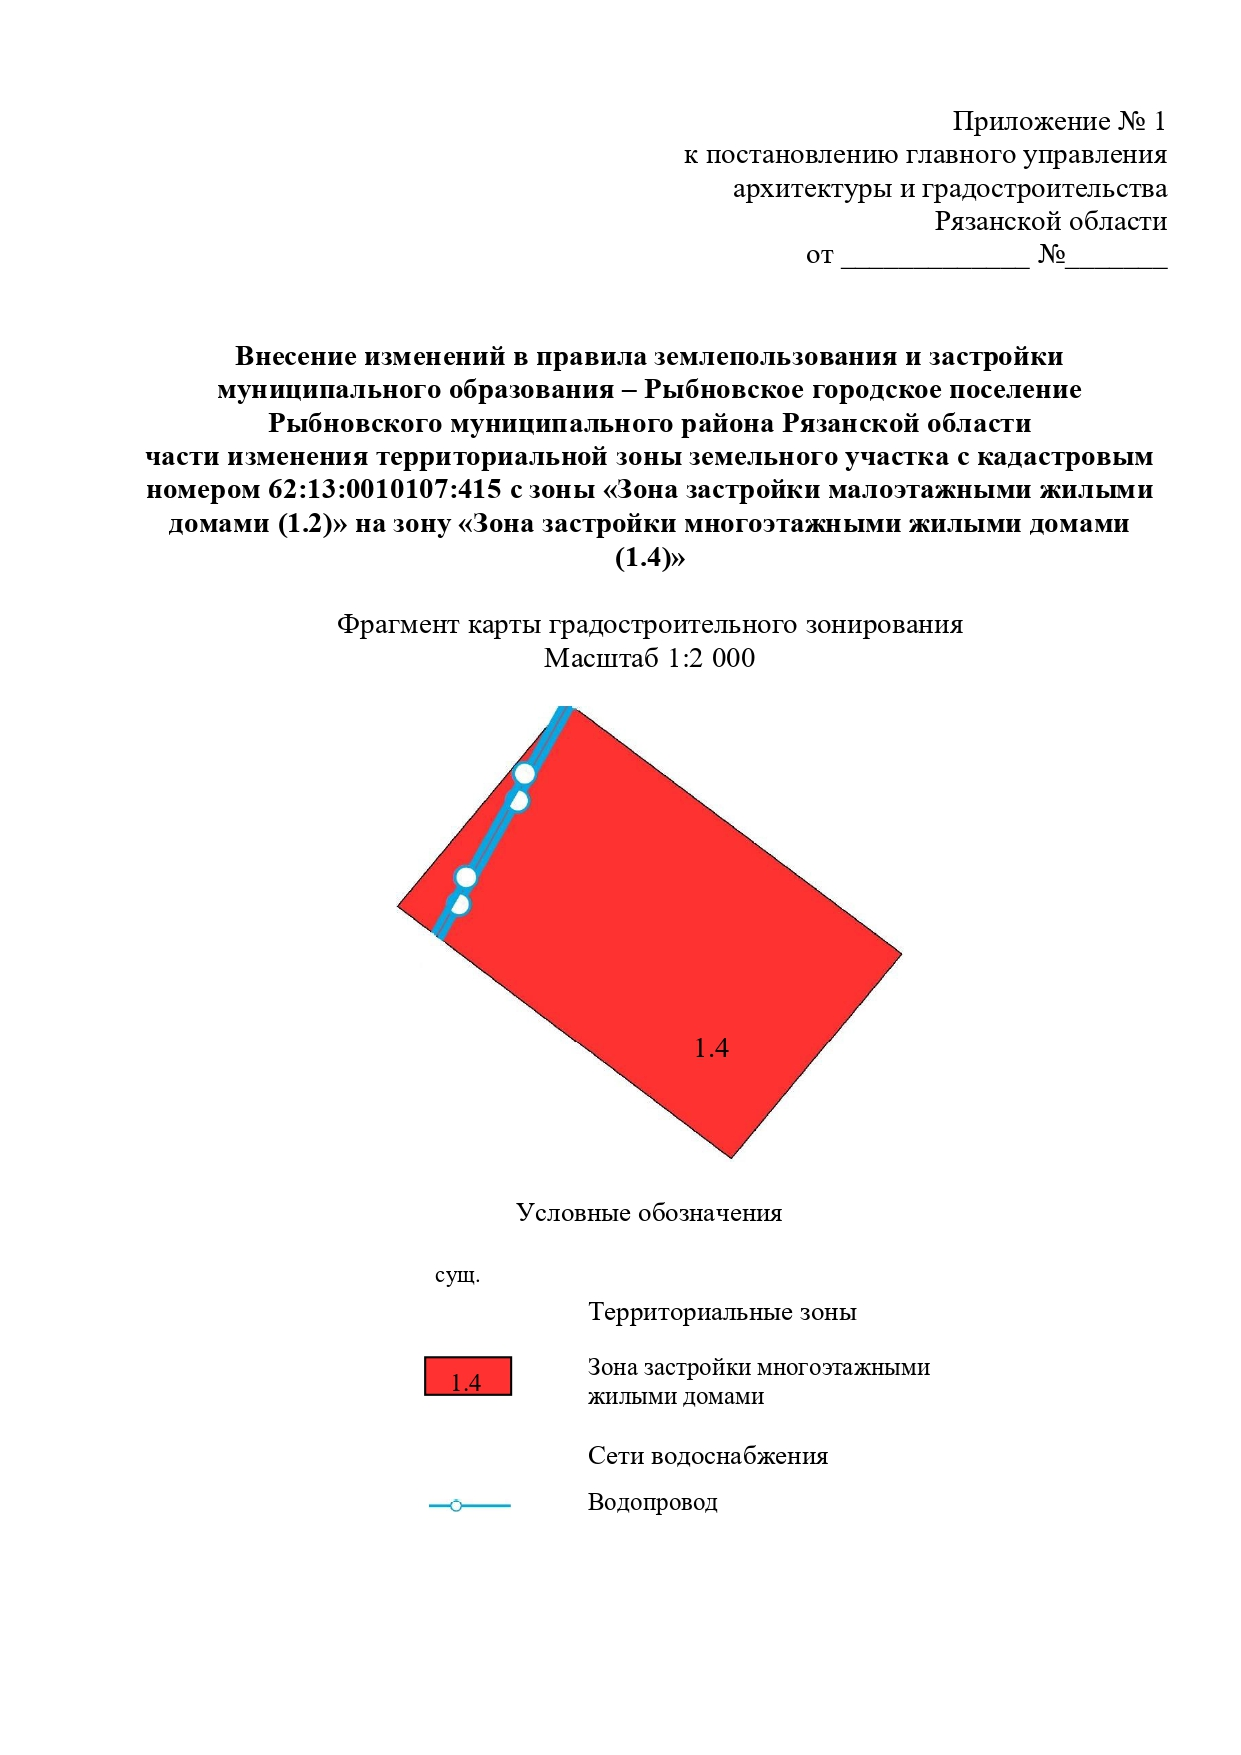 Приложение № 1
к постановлению главного управления
архитектуры и градостроительства
Рязанской области
от _____________ №_______
Внесение изменений в правила землепользования и застройки
муниципального образования – Рыбновское городское поселение
Рыбновского муниципального района Рязанской области
части изменения территориальной зоны земельного участка с кадастровым
номером 62:13:0010107:415 с зоны «Зона застройки малоэтажными жилыми
домами (1.2)» на зону «Зона застройки многоэтажными жилыми домами
(1.4)»
Фрагмент карты градостроительного зонирования
Масштаб 1:2 000
1.4
Условные обозначения
сущ.
Территориальные зоны
1.4
Зона застройки многоэтажными
жилыми домами
Сети водоснабжения
Водопровод